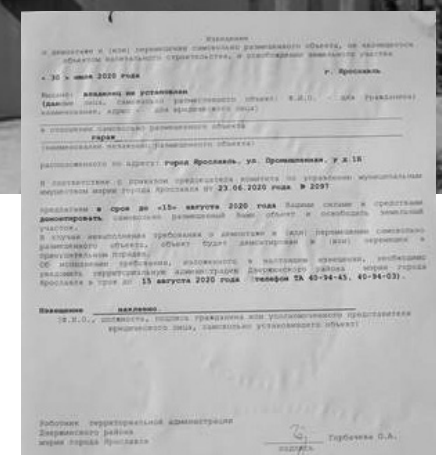 Извещение
о демонтаже и (или) перемещении самовольно размещенного объекта, не являющегося
объектом капитального строительства, и освобождении земельного участка
« 30 » июля 2020 года г. Ярославль
владелец не установлен
(данные лица, самовольно разместившего объект: Ф.И.О. - для гражданина;
наименование, адрес - для юридического лица)
в отношении самовольно размещенного объекта
гараж
(наименование незаконно размещенного объекта)
расположенного по адресу: город Ярославль, ул. Промышленная, у д.18
В соответствии с приказом председателя комитета по управлению муниципальным
имуществом мэрии города Ярославля от 23.06.2020 года № 2097
предлагаем в срок до «15» августа 2020 года Вашими силами и средствами
демонтировать самовольно размещенный Вами объект и освободить земельный
участок.
В случае невыполнения требования о демонтаже и (или) перемещении самовольно
размещенного объекта, объект будет демонтирован и (или) перемещен в
принудительном порядке.
Об исполнении требования, изложенного в настоящем извещении, необходимо
уведомить территориальную администрацию Дзержинского района мэрии города
Ярославля в срок до 15 августа 2020 года (телефон ТА 40-94-45, 40-94-03).
Извещение наклеено.
(Ф.И.О., должность, подпись гражданина или уполномоченного представителя
юридического лица, самовольно установившего объект)
Работник территориальной администрации
Дзержинского района
мэрии города Ярославля Горбачева О.А.
подпись